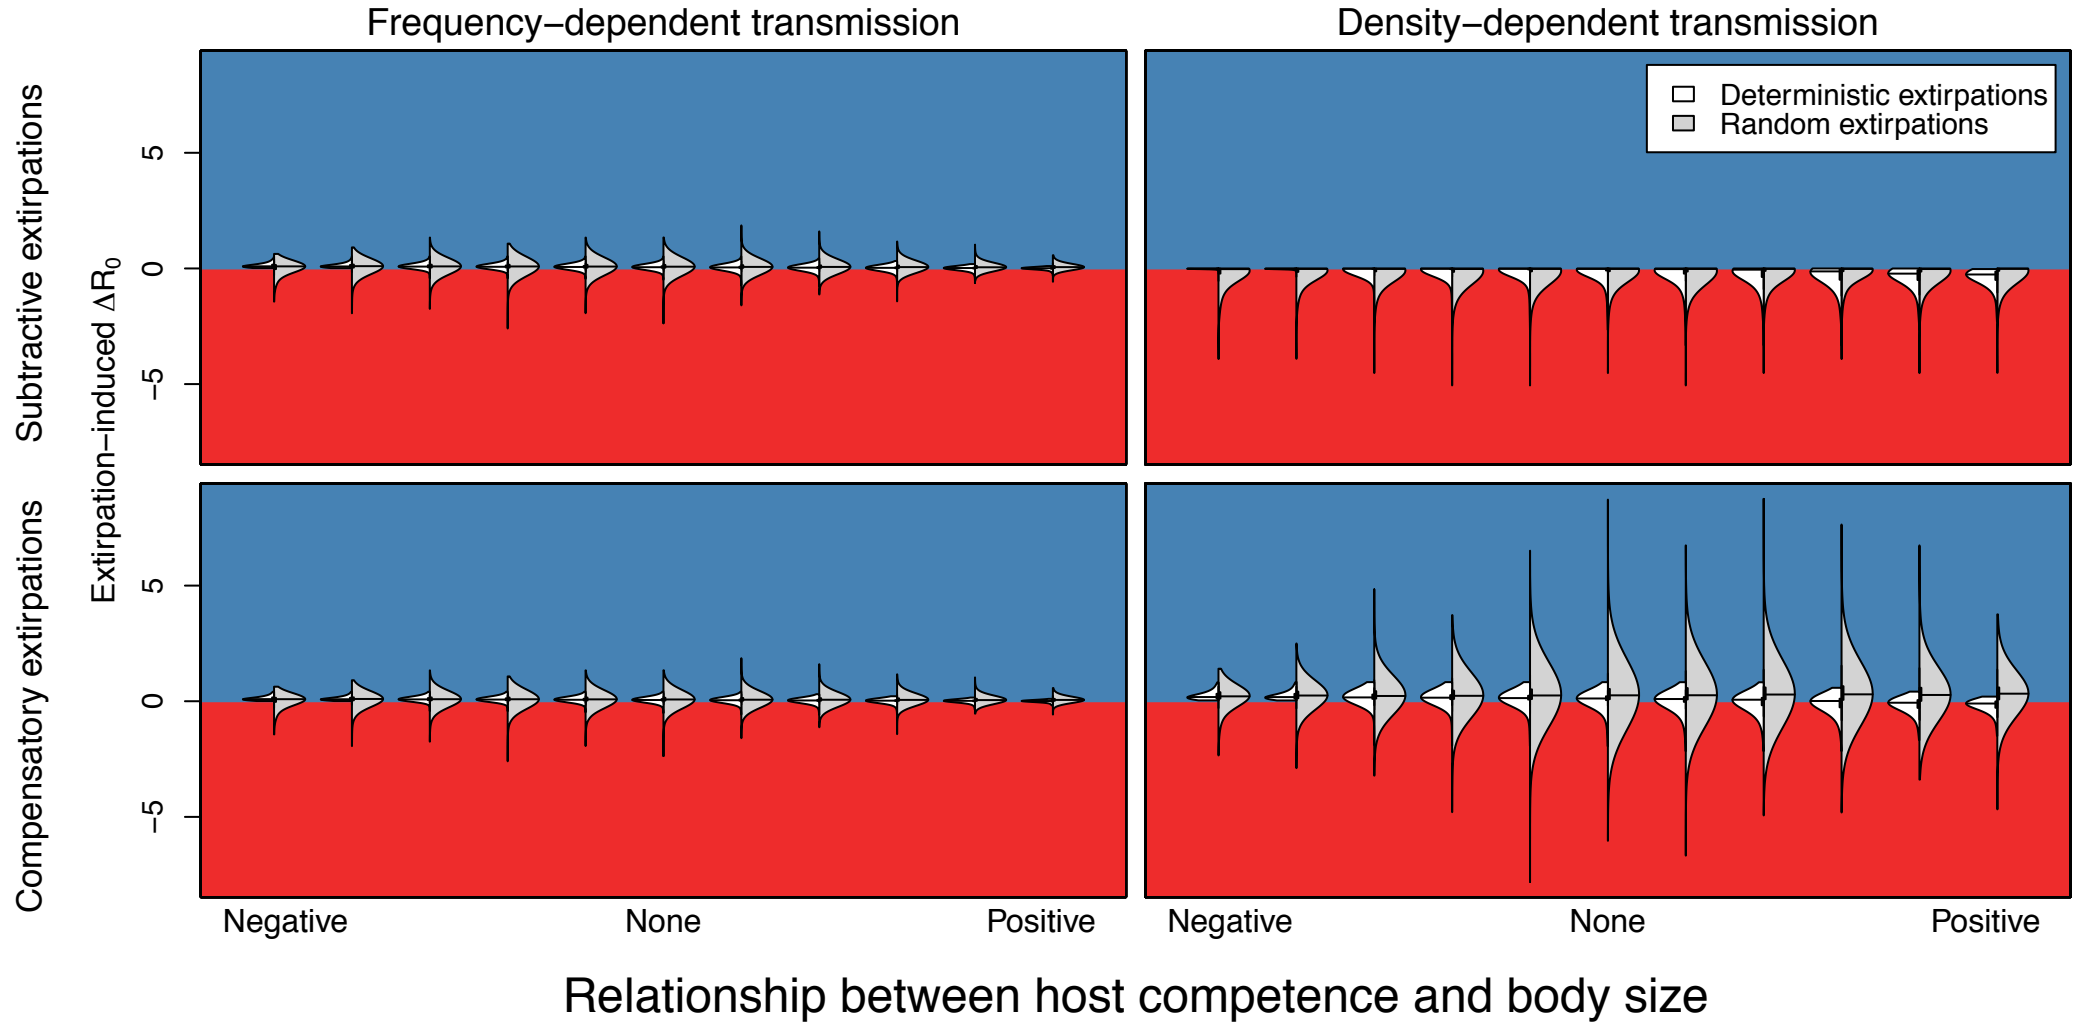 Frequency−dependent transmission
Density−dependent transmission
Subtractive extirpations
Compensatory extirpations
Extirpation−induced ΔR₀
5
0
−5
5
0
−5
Deterministic extirpations
Random extirpations
Negative
None
Positive
Negative
None
Positive
Relationship between host competence and body size